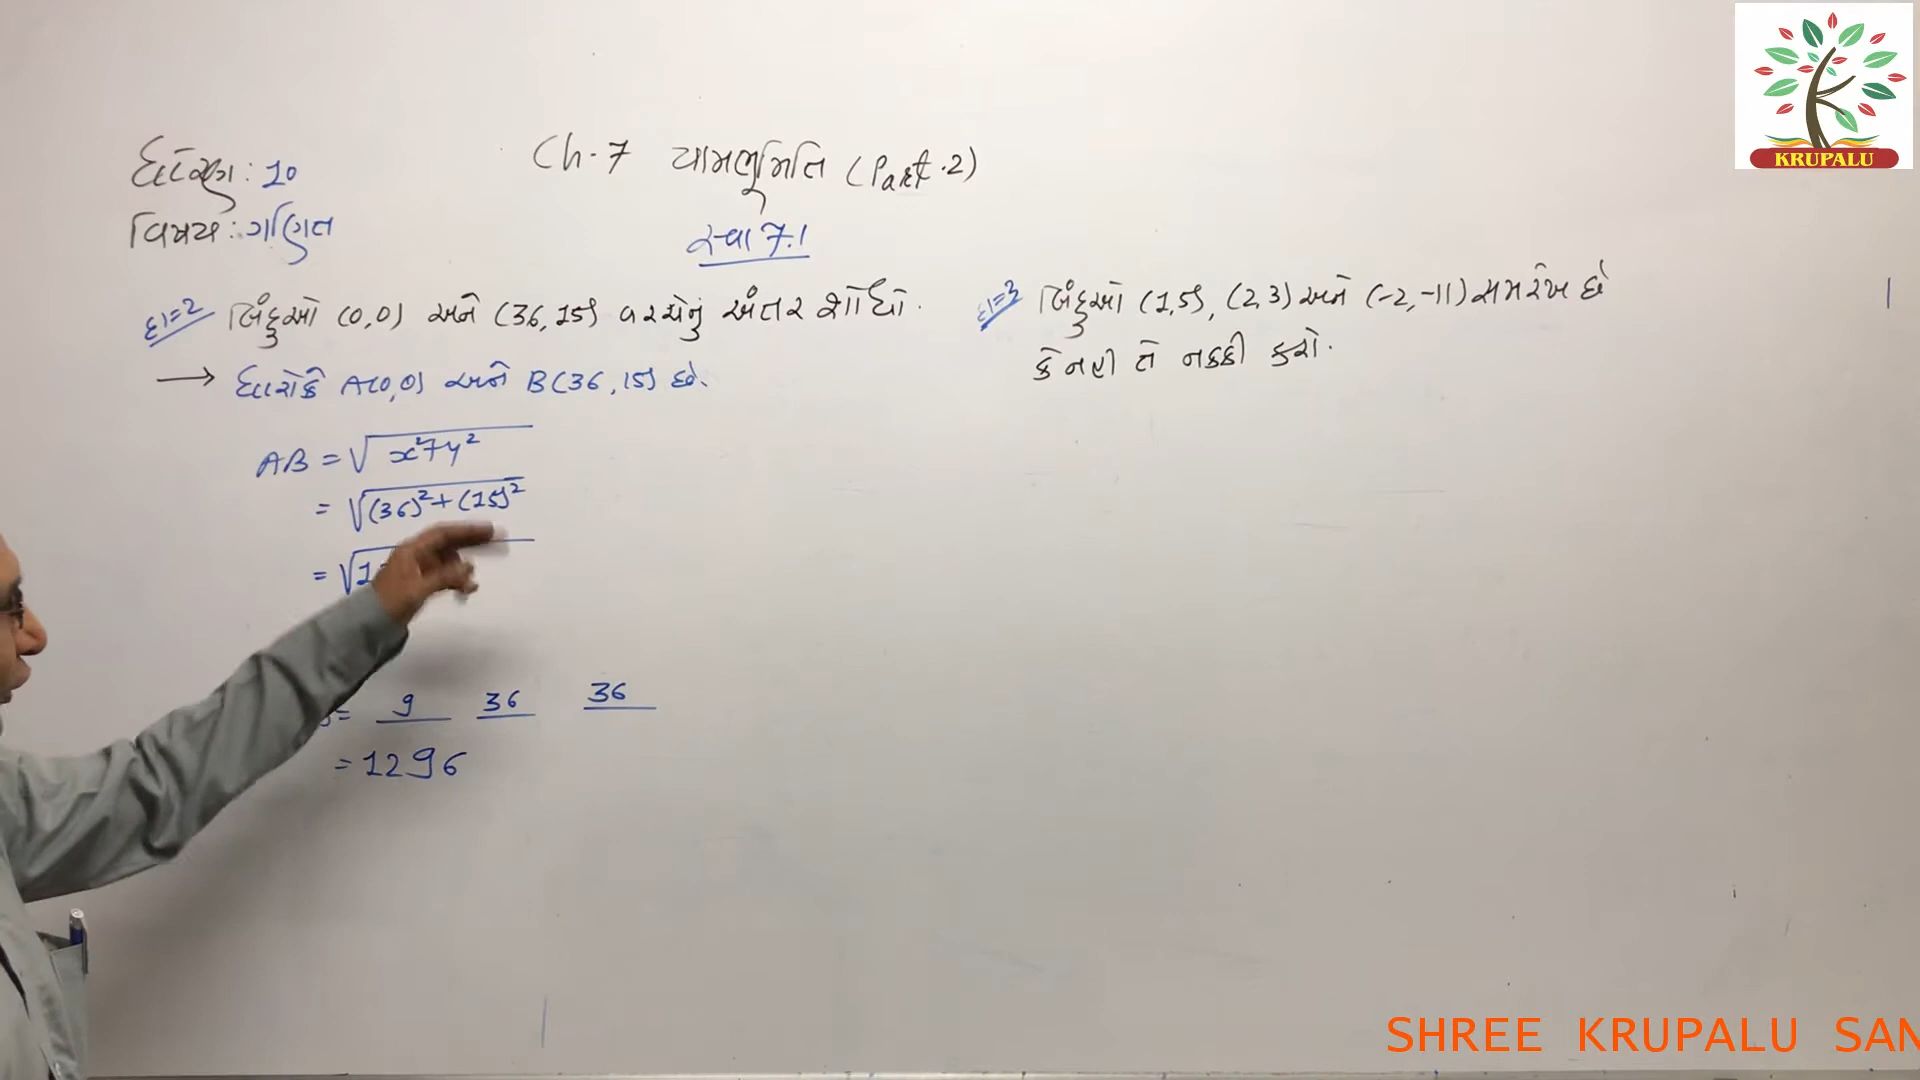 ધોરણ : 10
વિષય : ગણિત
Ch-7 યામભૂમિતિ (Part-2)
સ્વા 7.1
દા=2 બિંદુઓ (0,0) અને (36,15) વચ્ચેનું અંતર શોધો.
→ ધારોકે A(0,0) અને B(36,15) છે.
AB = √x²+y²
= √(36)²+(15)²
= √1
= 9 36 36
= 1296
દા=3 બિંદુઓ (1,5), (2,3) અને (-2,-11) સમરેખ છે
કે નહી તે નક્કી કરો.
KRUPALU
SHREE KRUPALU SAN